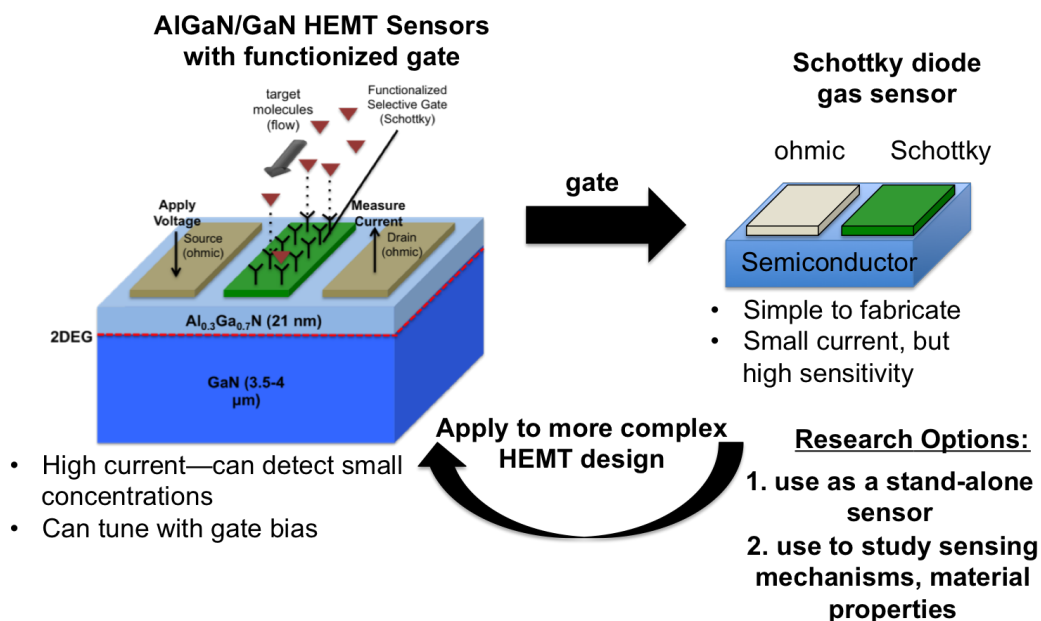 AlGaN/GaN HEMT Sensors
with functionized gate
target
molecules
(flow)
Functionalized
Selective Gate
(Schottky)
Apply
Voltage
Source
(ohmic)
Measure
Current
Drain
(ohmic)
Al0.3Ga0.7N (21 nm)
2DEG
GaN (3.5-4
µm)
• High current—can detect small
concentrations
• Can tune with gate bias
gate
Schottky diode
gas sensor
ohmic
Schottky
Semiconductor
• Simple to fabricate
• Small current, but
high sensitivity
Apply to more complex
HEMT design
Research Options:
1. use as a stand-alone
sensor
2. use to study sensing
mechanisms, material
properties